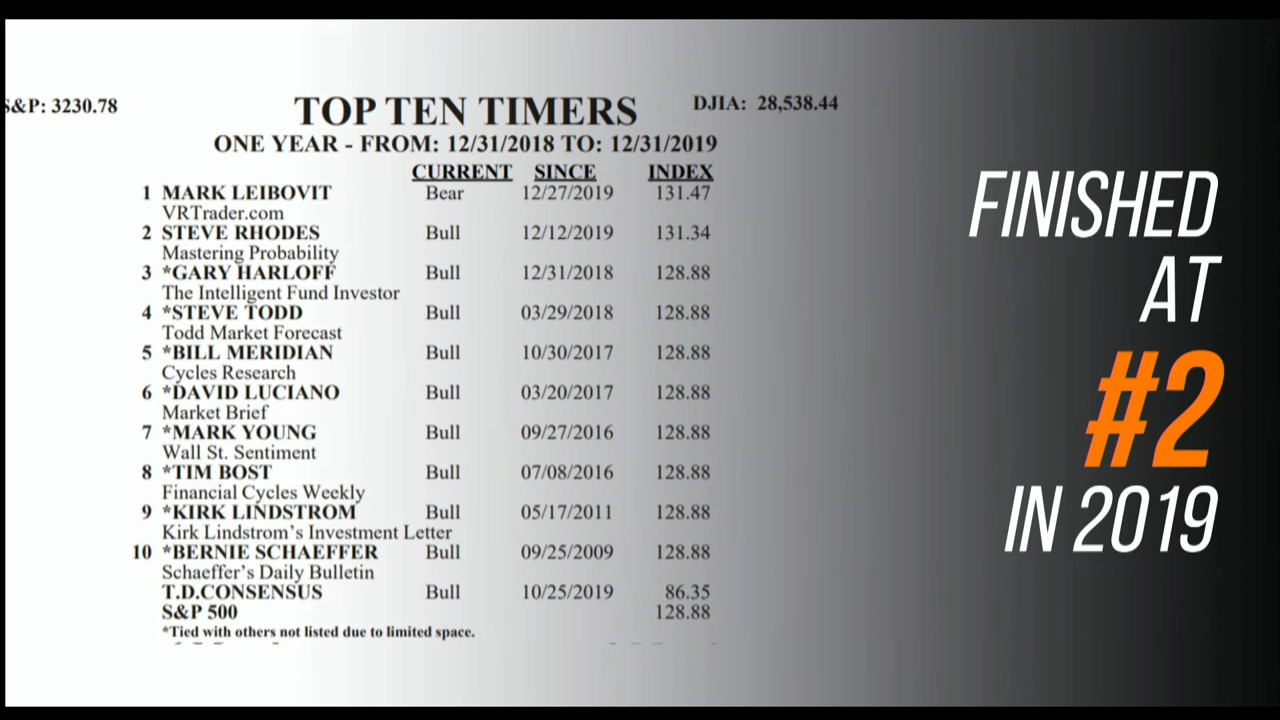 S&P: 3230.78
TOP TEN TIMERS
DJIA: 28,538.44
ONE YEAR - FROM: 12/31/2018 TO: 12/31/2019
CURRENT SINCE INDEX
1 MARK LEIBOVIT Bear 12/27/2019 131.47
VRTrader.com
2 STEVE RHODES Bull 12/12/2019 131.34
Mastering Probability
3 *GARY HARLOFF Bull 12/31/2018 128.88
The Intelligent Fund Investor
4 *STEVE TODD Bull 03/29/2018 128.88
Todd Market Forecast
5 *BILL MERIDIAN Bull 10/30/2017 128.88
Cycles Research
6 *DAVID LUCIANO Bull 03/20/2017 128.88
Market Brief
7 *MARK YOUNG Bull 09/27/2016 128.88
Wall St. Sentiment
8 *TIM BOST Bull 07/08/2016 128.88
Financial Cycles Weekly
9 *KIRK LINDSTROM Bull 05/17/2011 128.88
Kirk Lindstrom's Investment Letter
10 *BERNIE SCHAEFFER Bull 09/25/2009 128.88
Schaeffer's Daily Bulletin
T.D.CONSENSUS Bull 10/25/2019 86.35
S&P 500 128.88
*Tied with others not listed due to limited space.
FINISHED
AT
#2
IN 2019